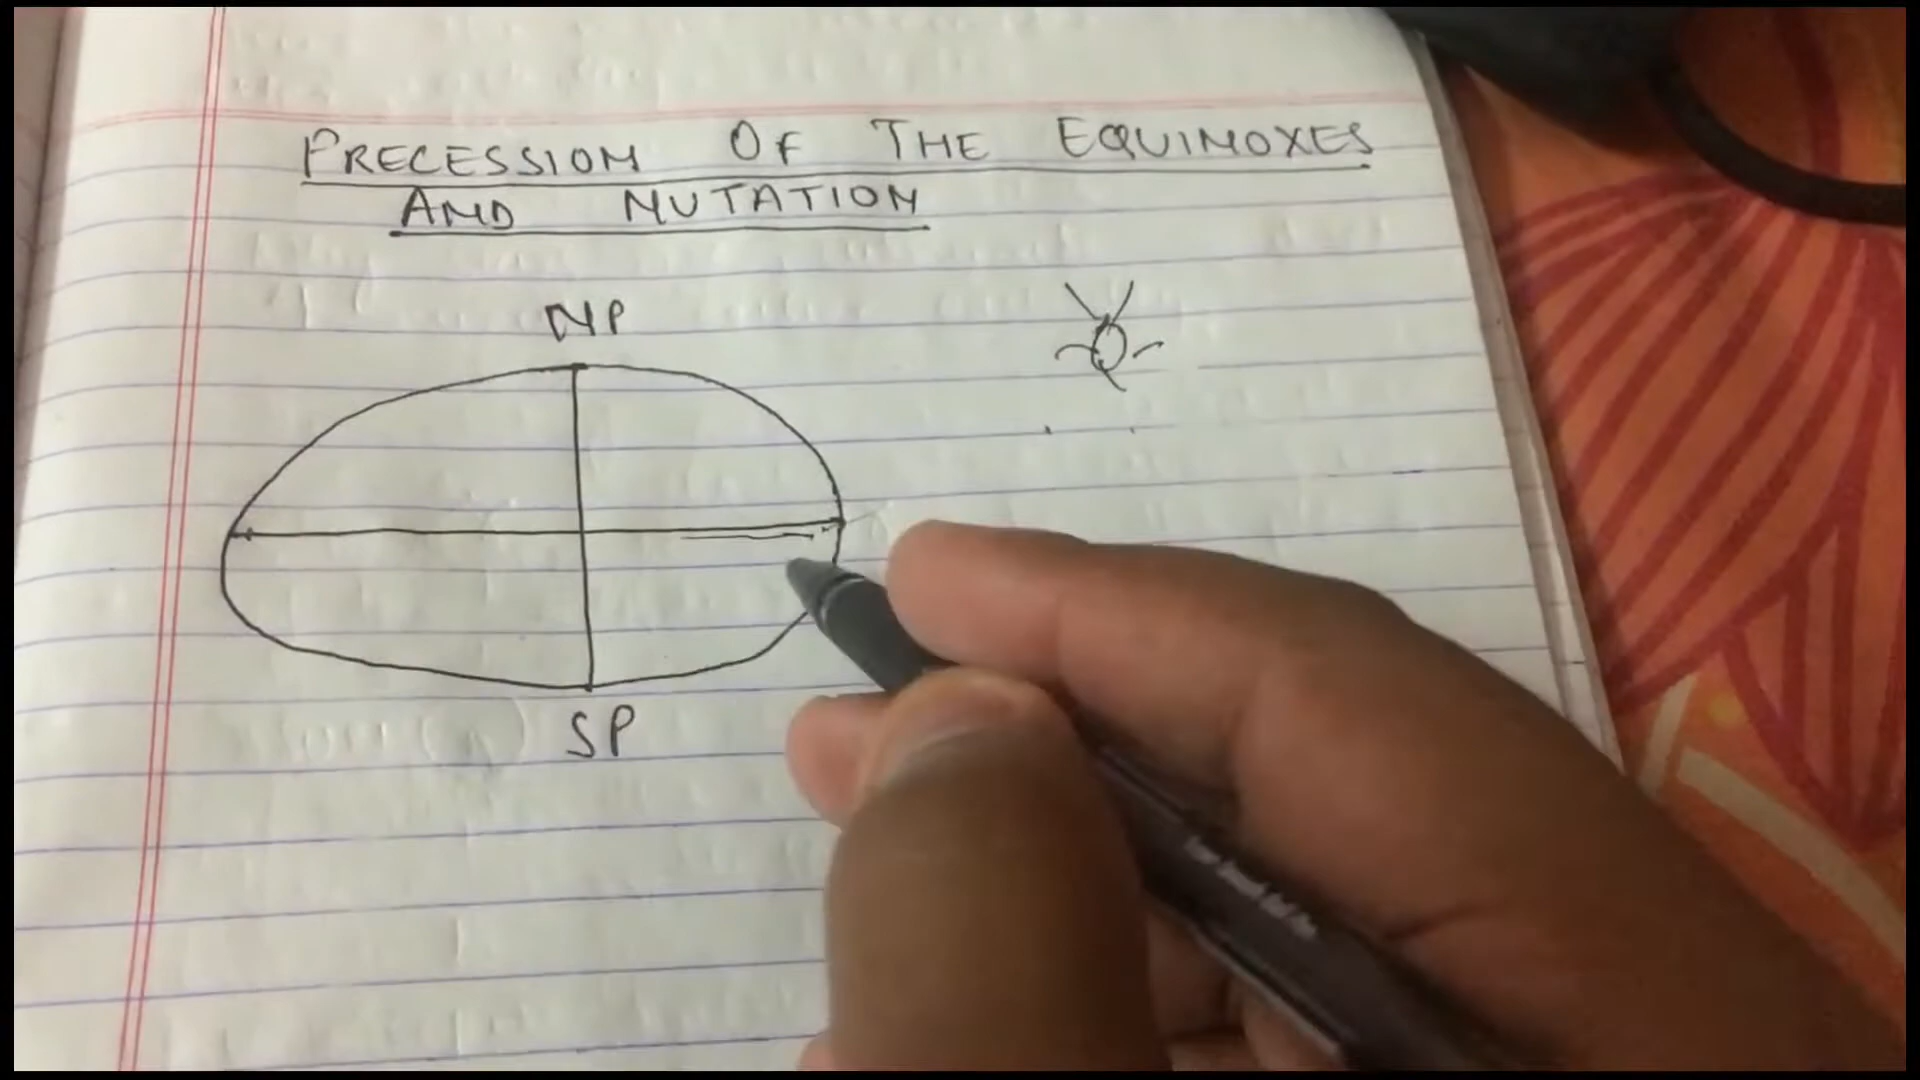 PRECESSION OF THE EQUINOXES
AND NUTATION
NP
SP